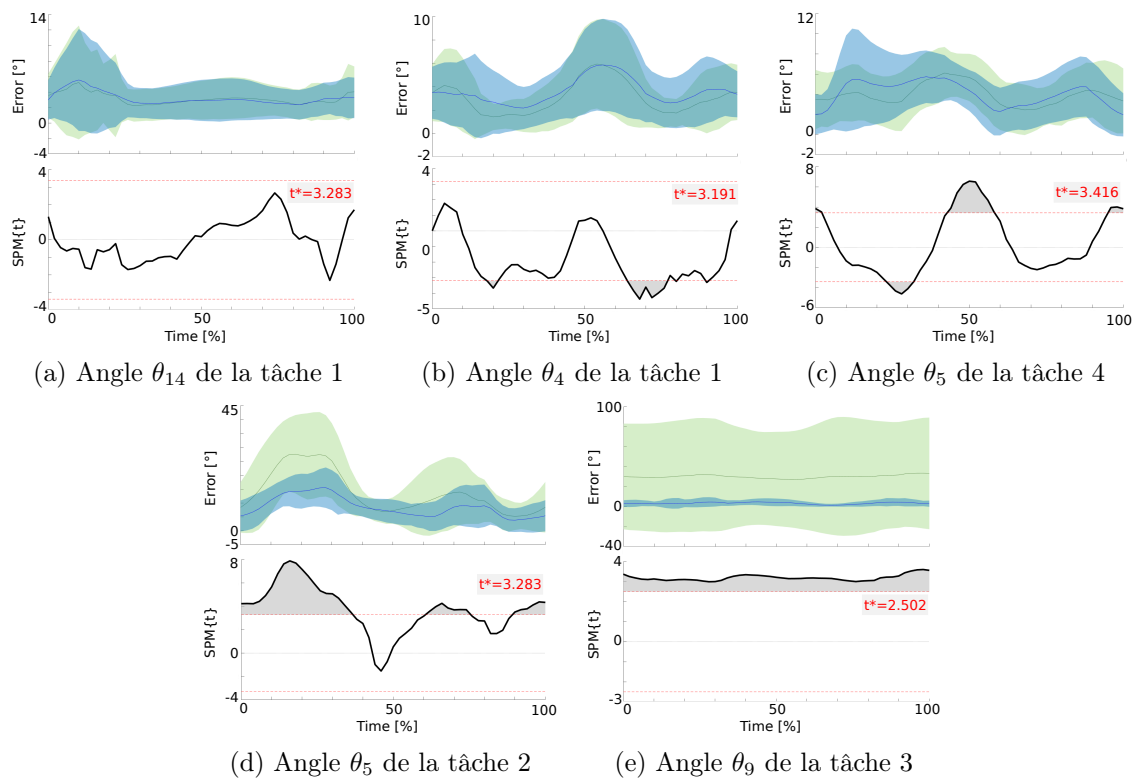 14
Error [°]
0
-4
4
t*=3.283
SPM{t}
0
-4
0
50
100
Time [%]
(a) Angle θ14 de la tâche 1
10
Error [°]
0
-2
4
t*=3.191
SPM{t}
0
-5
0
50
100
Time [%]
(b) Angle θ4 de la tâche 1
12
Error [°]
0
-2
8
t*=3.416
SPM{t}
0
-6
0
50
100
Time [%]
(c) Angle θ5 de la tâche 4
45
Error [°]
0
-5
8
t*=3.283
SPM{t}
0
-4
0
50
100
Time [%]
(d) Angle θ5 de la tâche 2
100
Error [°]
0
-40
4
t*=2.502
SPM{t}
0
-3
0
50
100
Time [%]
(e) Angle θ9 de la tâche 3